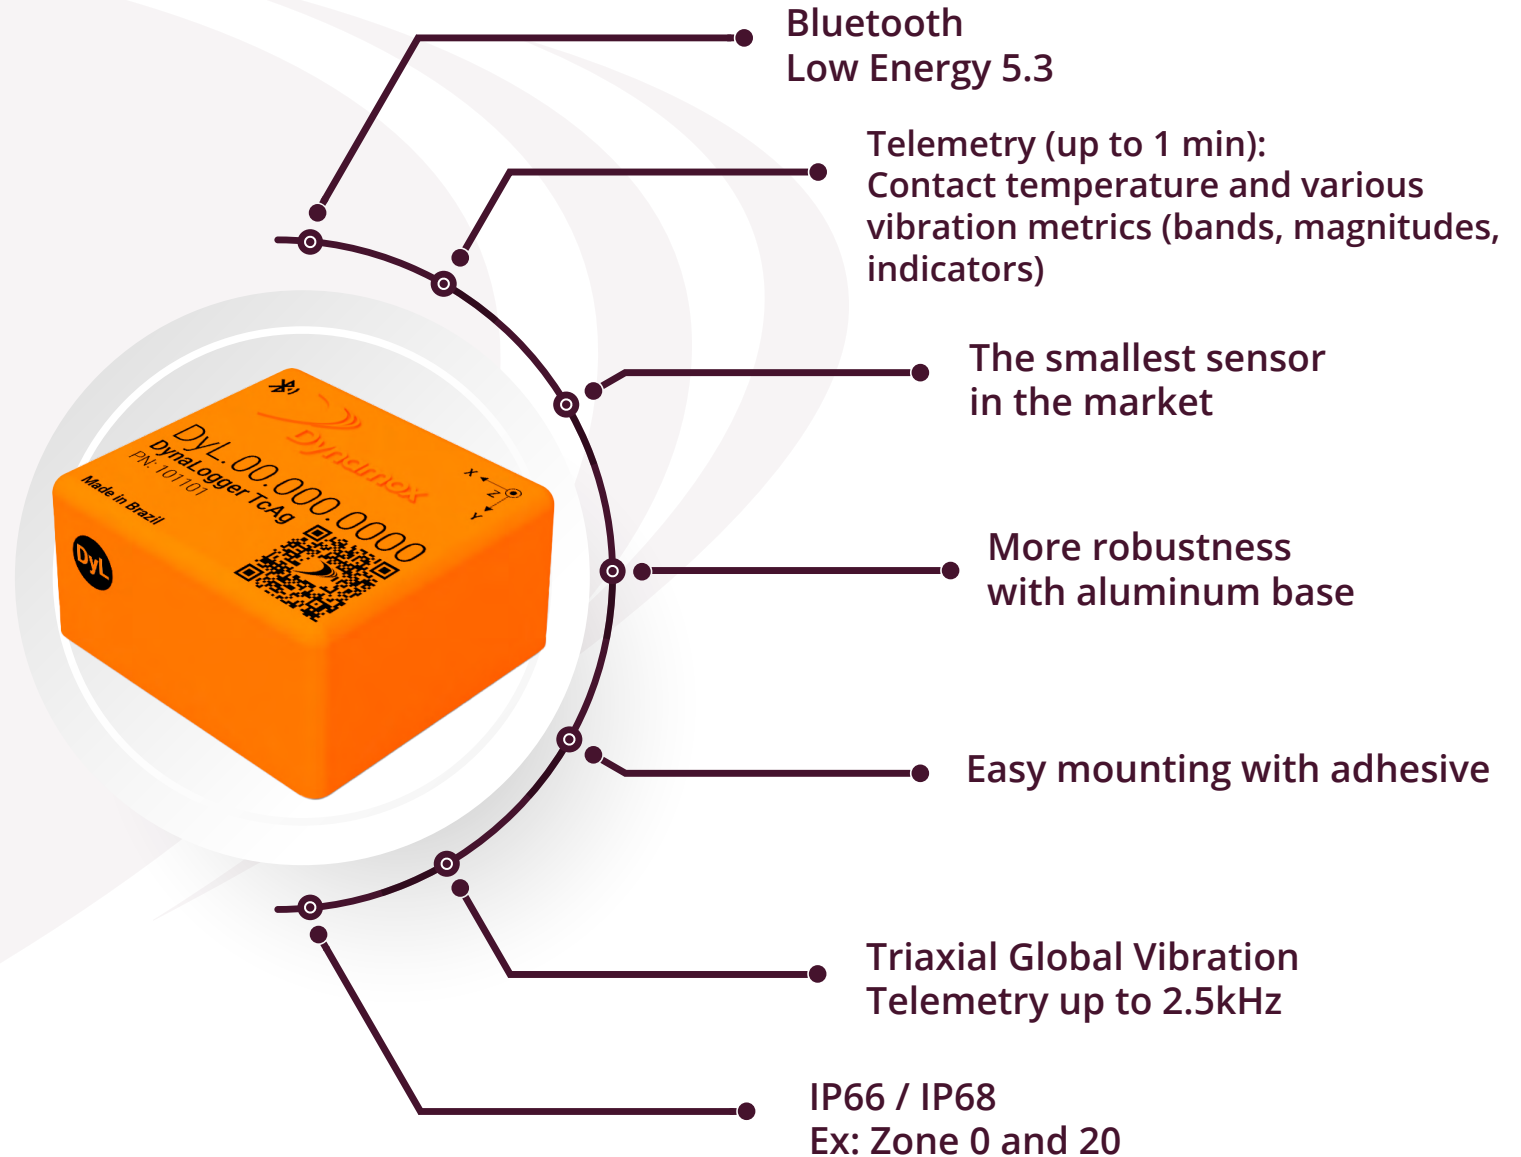 Bluetooth
Low Energy 5.3
Telemetry (up to 1 min):
Contact temperature and various
vibration metrics (bands, magnitudes,
indicators)
The smallest sensor
in the market
More robustness
with aluminum base
Easy mounting with adhesive
Triaxial Global Vibration
Telemetry up to 2.5kHz
IP66 / IP68
Ex: Zone 0 and 20
Dynamox
DyL.00.000.0000
DynaLogger TcAg
PN: 101101
Made in Brazil
DyL
X
Z
Y